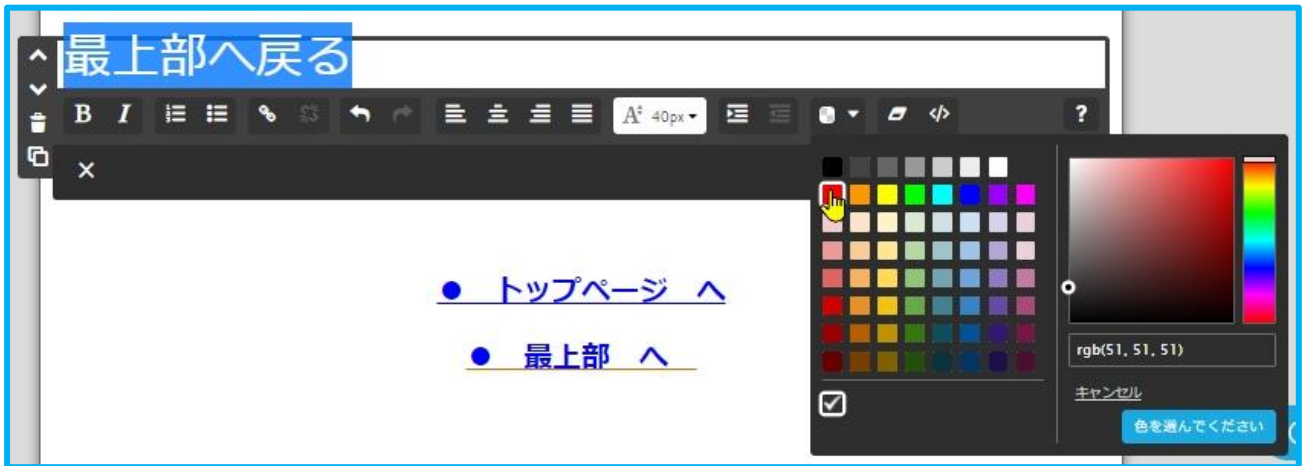 最上部へ戻る
B I A 40px </> ?
×
● トップページ へ
● 最上部 へ
rgb(51, 51, 51)
キャンセル
色を選んでください